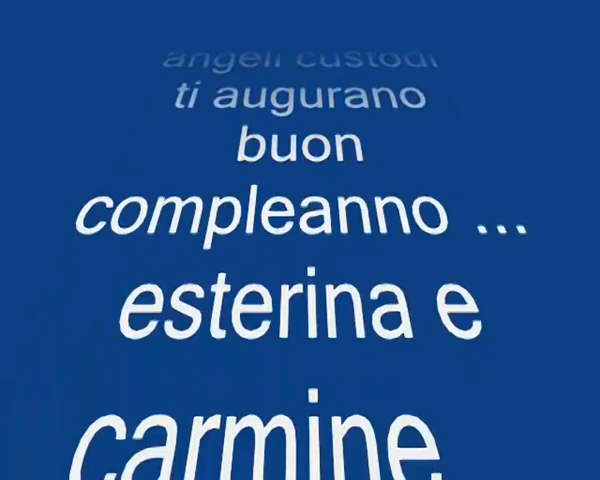 angeli custodi
ti augurano
buon
compleanno ...
esterina e
carmine